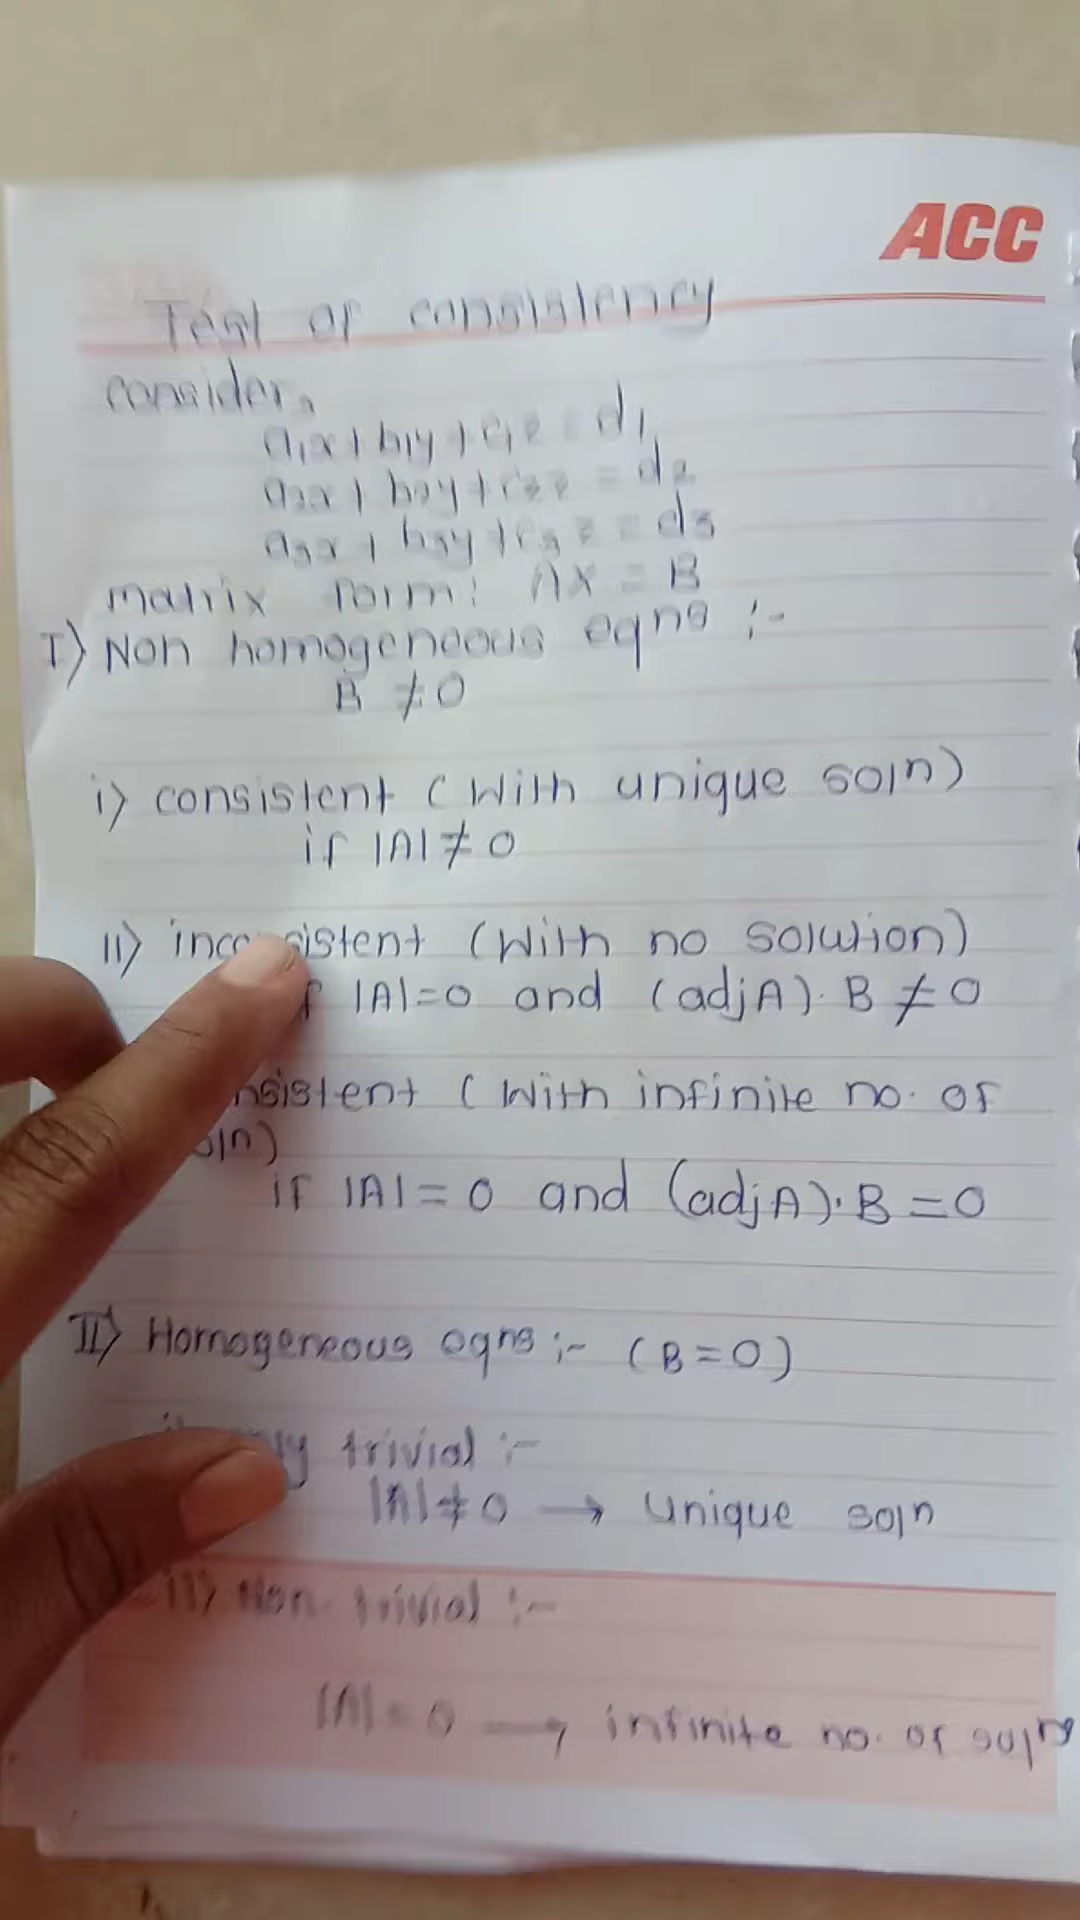 ACC
Test of consistency
consider,
a1x + b1y + c1z = d1
a2x + b2y + c2z = d2
a3x + b3y + c3z = d3
matrix form: AX = B
I) Non homogeneous eqns :-
B ≠ 0
i) consistent (With unique soln)
if |A| ≠ 0
II) inconsistent (With no solution)
if |A|=0 and (adjA). B ≠ 0
nsistent (With infinite no. of
oln)
if |A| = 0 and (adjA). B = 0
II) Homogeneous eqns :- (B=0)
trivial :-
|A| ≠ 0 → Unique soln
ii) Non-trivial :-
|A| = 0 → infinite no. of solns